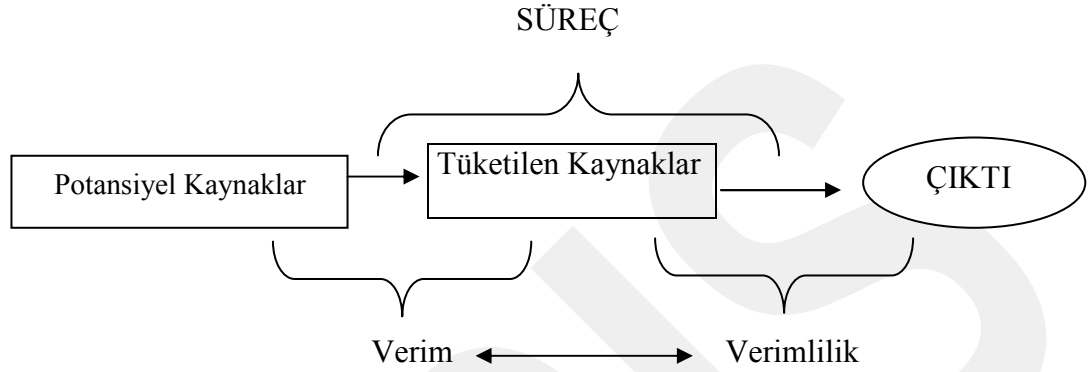 SÜREÇ
Potansiyel Kaynaklar
Tüketilen Kaynaklar
ÇIKTI
Verim
Verimlilik